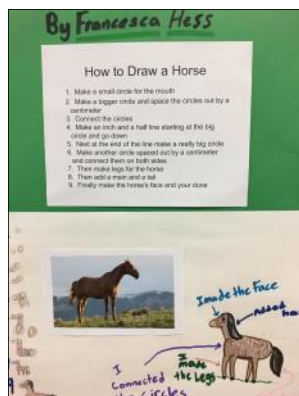 By Francesca Hess
How to Draw a Horse
1. Make a small circle for the mouth
2. Make a bigger circle and space the circles out by a
centimeter
3. Connect the circles
4. Make an inch and a half line starting at the big
circle and go down
5. Next at the end of the line make a really big circle
6. Make another circle spaced out by a centimeter
and connect them on both sides
7. Then make legs for the horse
8. Then add a main and a tail
9. Finally make the horse's face and your done
I made the Face
Added
I made
the Legs
I
connected
the circles